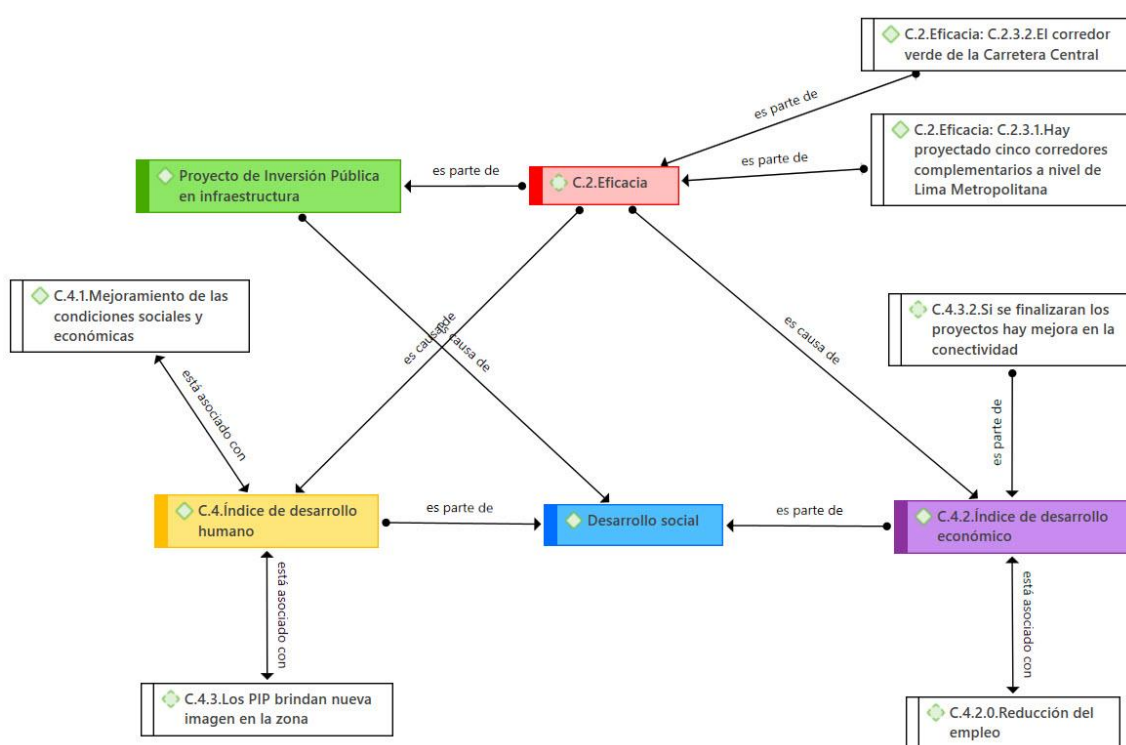 C.2.Eficacia: C.2.3.2.El corredor
verde de la Carretera Central
es parte de
C.2.Eficacia: C.2.3.1.Hay
proyectado cinco corredores
complementarios a nivel de
Lima Metropolitana
es parte de
Proyecto de Inversión Pública
en infraestructura
es parte de
C.2.Eficacia
C.4.1.Mejoramiento de las
condiciones sociales y
económicas
es causa de
es causa de
es causa de
C.4.3.2.Si se finalizaran los
proyectos hay mejora en la
conectividad
está asociado con
es parte de
C.4.Índice de desarrollo
humano
es parte de
Desarrollo social
es parte de
C.4.2.Índice de desarrollo
económico
está asociado con
está asociado con
C.4.3.Los PIP brindan nueva
imagen en la zona
C.4.2.0.Reducción del
empleo